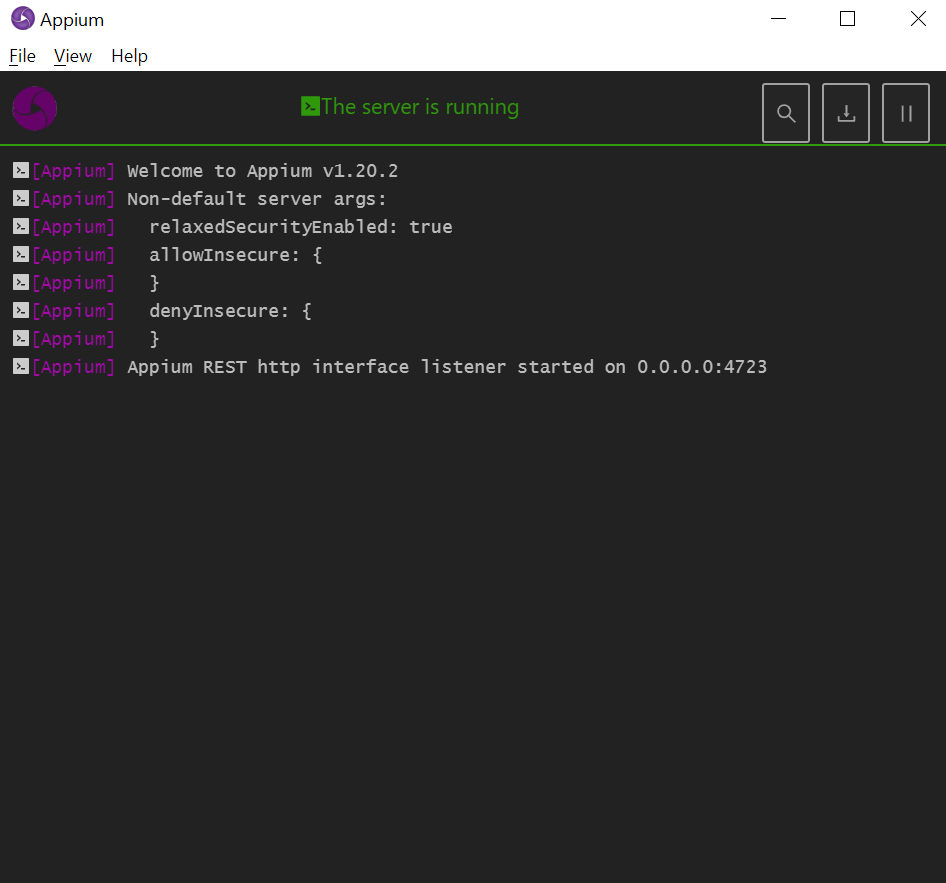 Appium
File View Help
The server is running
[Appium] Welcome to Appium v1.20.2
[Appium] Non-default server args:
[Appium]   relaxedSecurityEnabled: true
[Appium]   allowInsecure: {
[Appium]   }
[Appium]   denyInsecure: {
[Appium]   }
[Appium] Appium REST http interface listener started on 0.0.0.0:4723